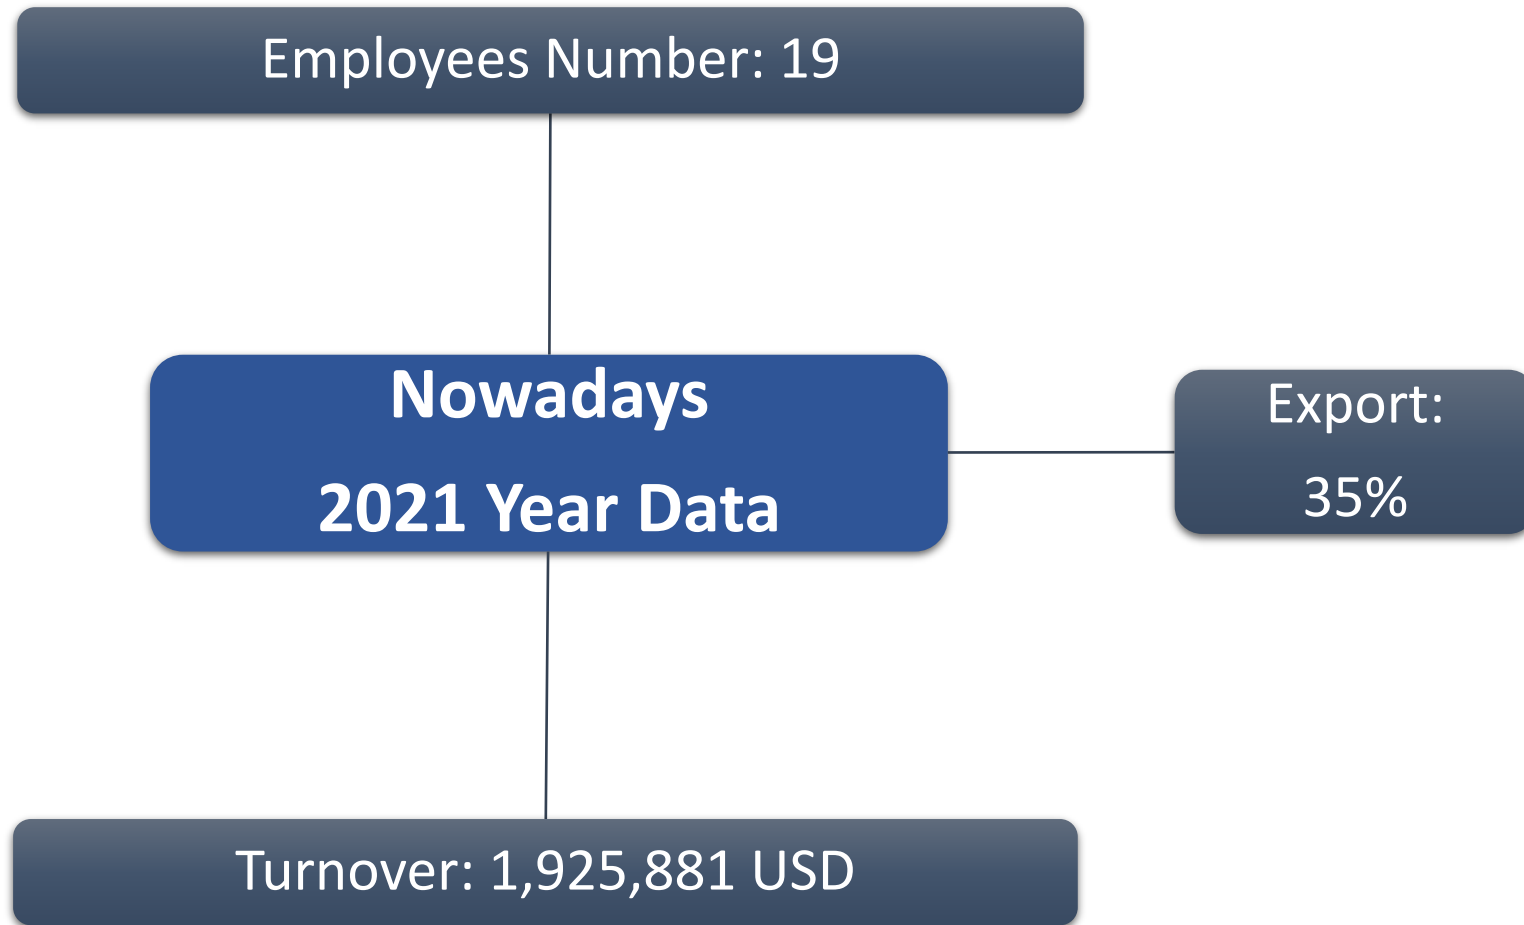 Employees Number: 19
Nowadays
2021 Year Data
Export:
35%
Turnover: 1,925,881 USD